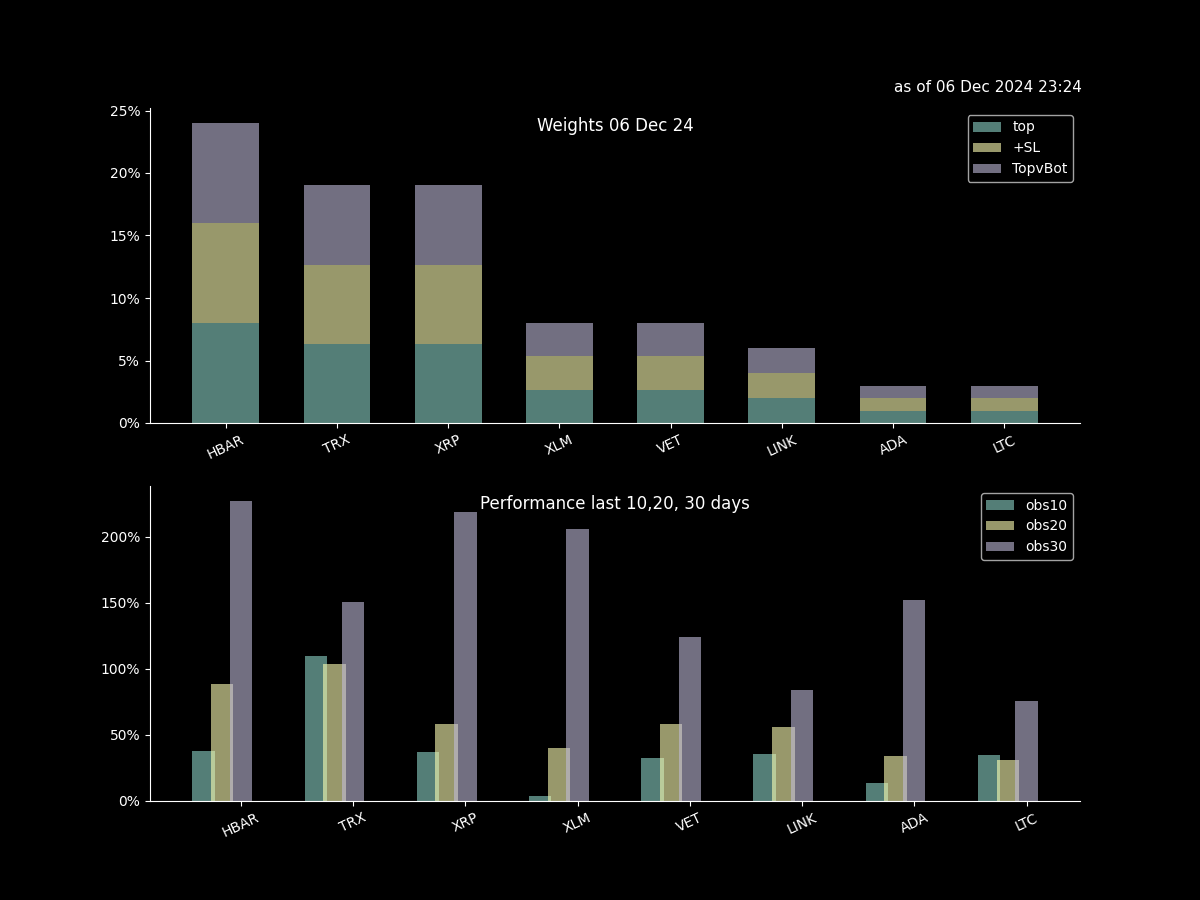 as of 06 Dec 2024 23:24
Weights 06 Dec 24
top
+SL
TopvBot
25%
20%
15%
10%
5%
0%
HBAR TRX XRP XLM VET LINK ADA LTC
Performance last 10,20, 30 days
obs10
obs20
obs30
200%
150%
100%
50%
0%
HBAR TRX XRP XLM VET LINK ADA LTC